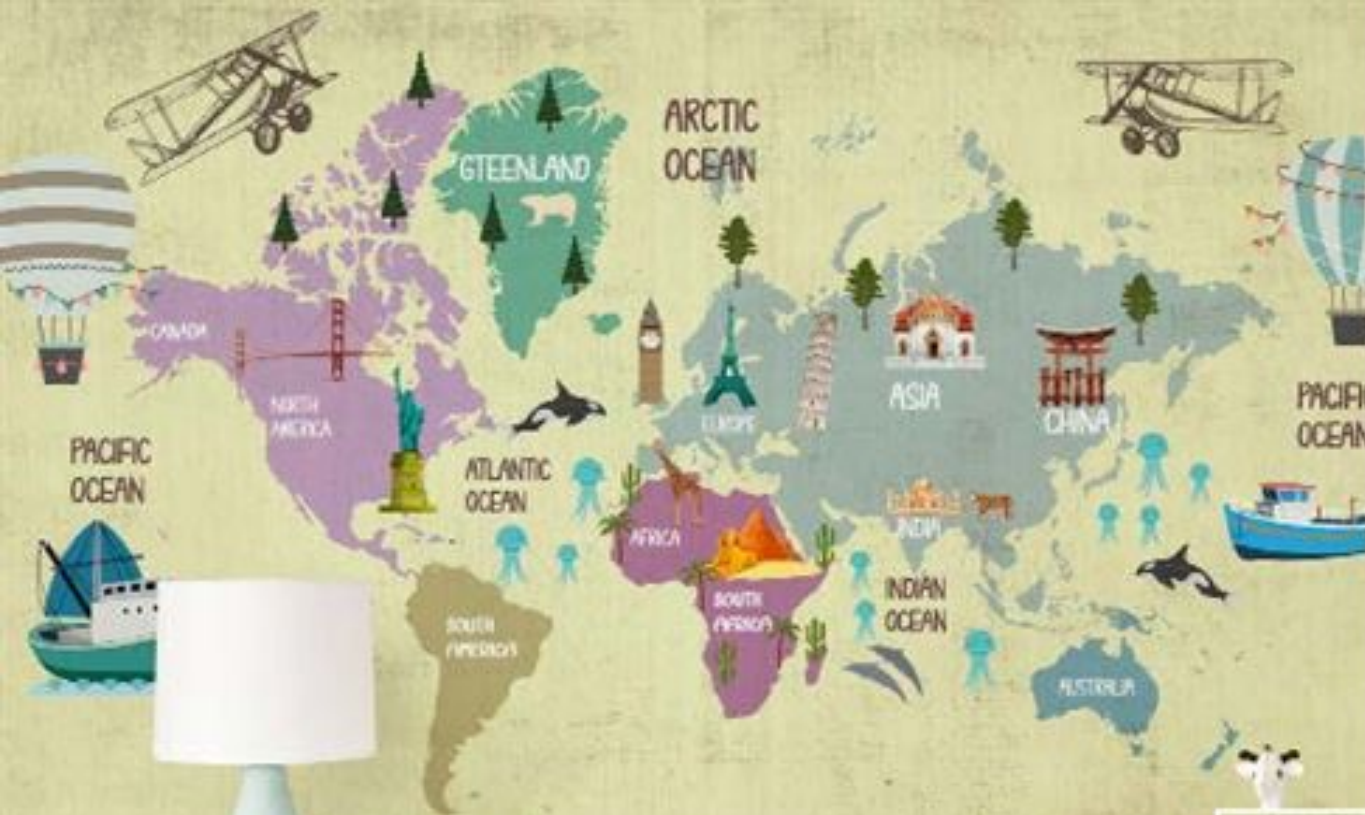 ARCTIC
OCEAN
GTEENLAND
CANADA
NORTH
AMERICA
ASIA
EUROPE
CHINA
PACIFIC
OCEAN
PACIFI
OCEAN
ATLANTIC
OCEAN
INDIA
AFRICA
INDIAN
OCEAN
SOUTH
AFRICA
SOUTH
AMERICA
AUSTRALIA